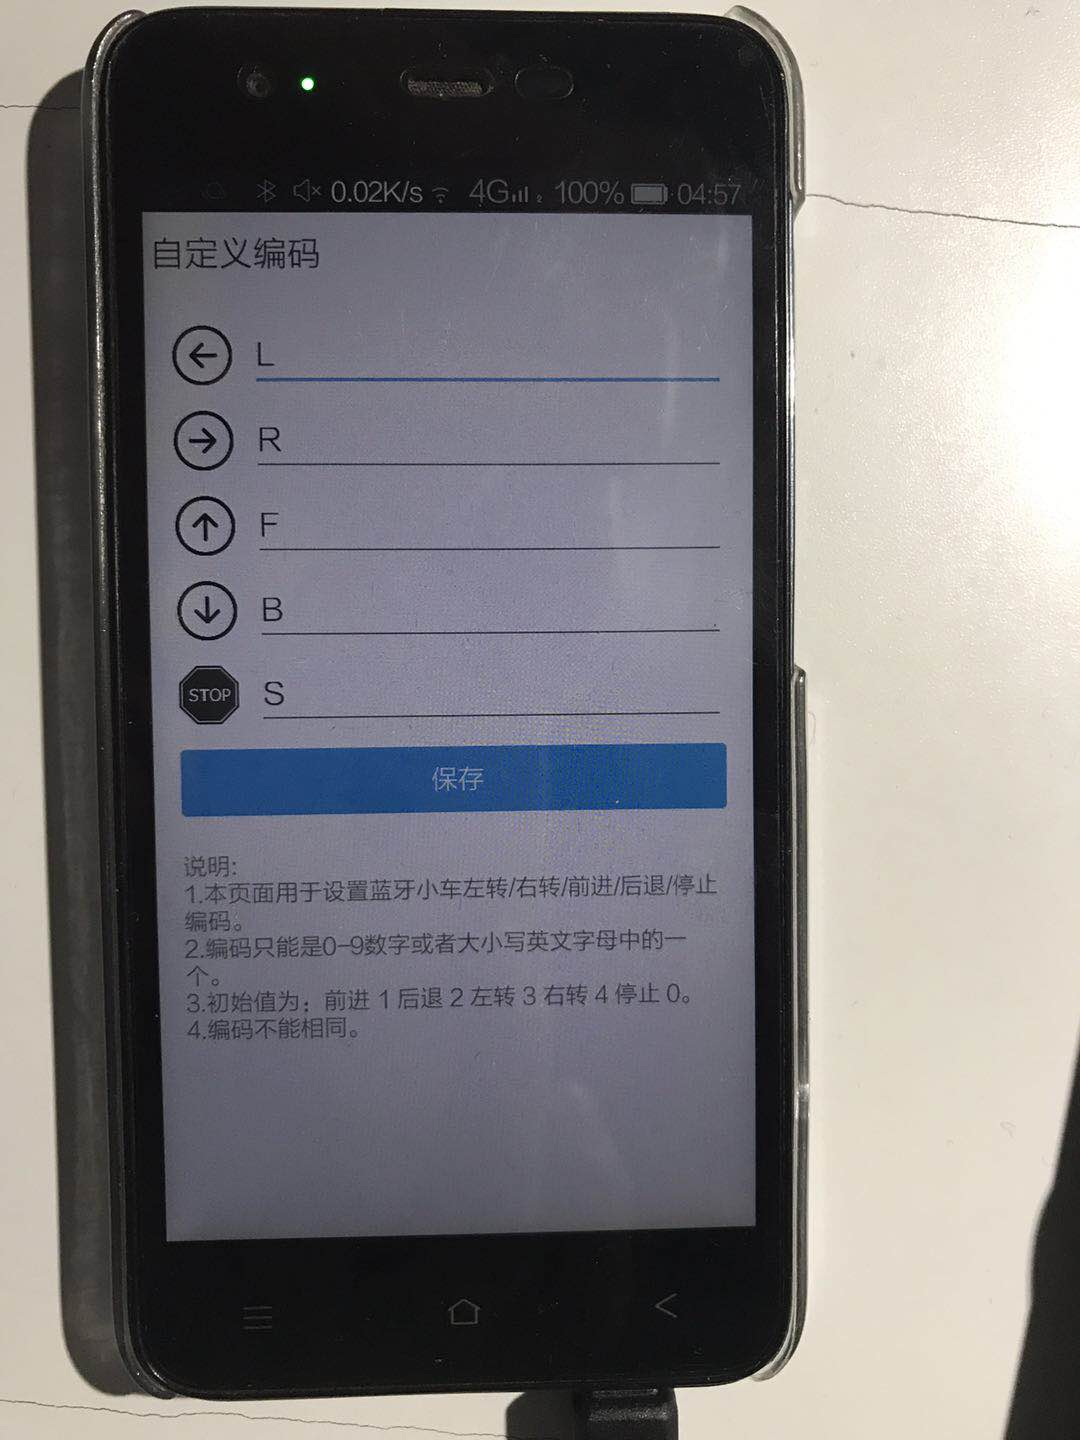 0.02K/s 4G 100% 04:57
自定义编码
L
R
F
B
STOP S
保存
说明:
1.本页面用于设置蓝牙小车左转/右转/前进/后退/停止
编码。
2.编码只能是0-9数字或者大小写英文字母中的一
个。
3.初始值为：前进 1 后退 2 左转 3 右转 4 停止 0。
4.编码不能相同。